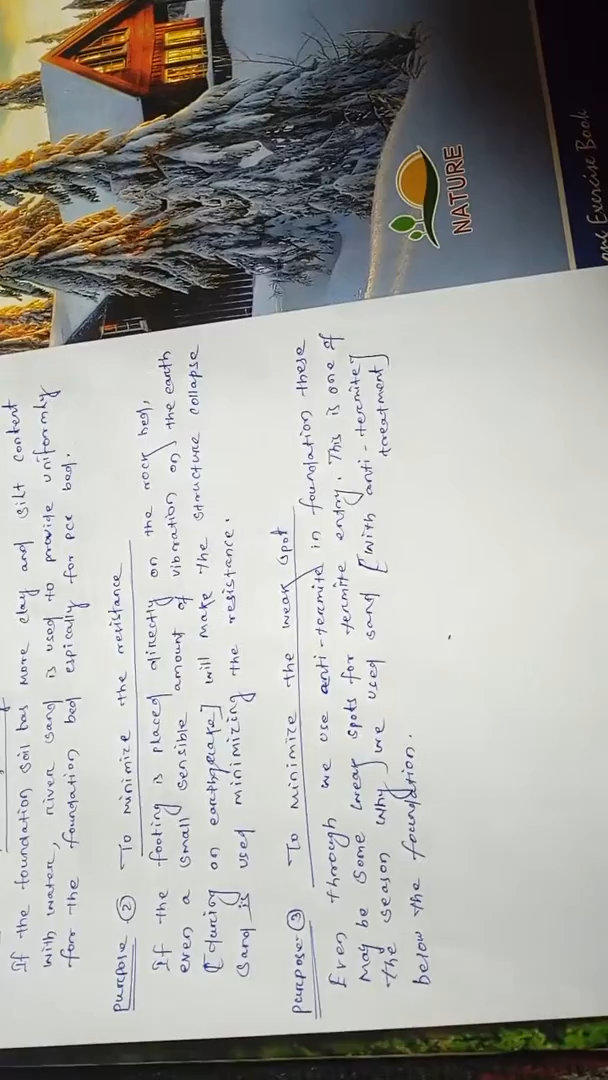 If the foundation soil has more clay and silt content
with water, river sand is used to provide uniformly
for the foundation bed espically for pcc bed.
purpose ② To minimize the resistance
If the footing is placed directly on the rock bed,
even a small sensible amount of vibration on the earth
[during on earthquake] will make the structure collapse
Sand is used minimizing the resistance.
purpose-③ To minimize the weak spot
Even through we use anti-termite in foundation these
may be some weak spots for termite entry. This is one of
the season why we used sand [with anti-termite
treatment]
below the foundation.
NATURE
Exercise Book